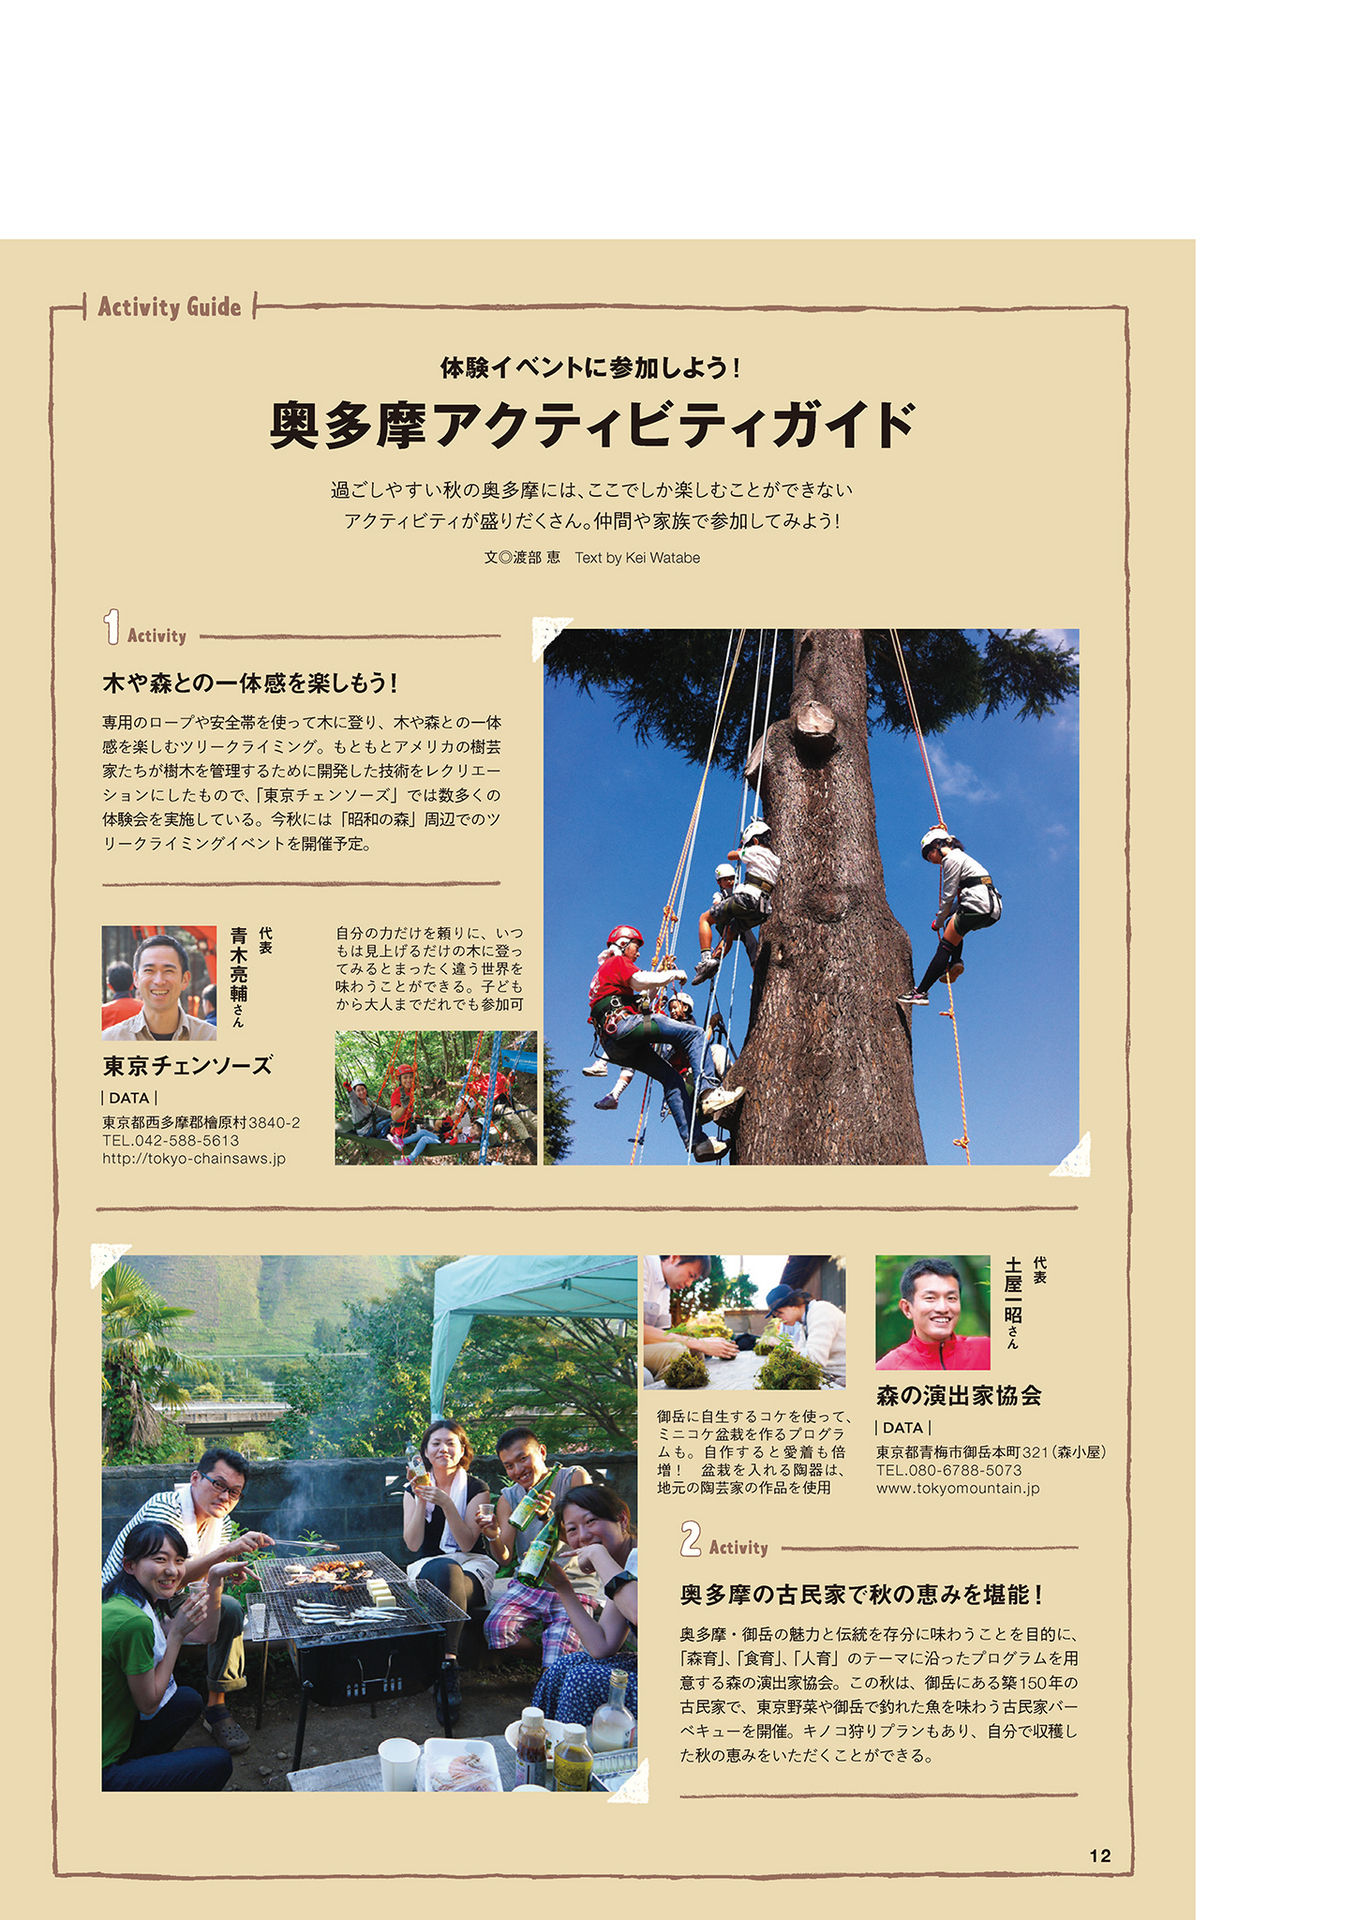 Activity Guide
体験イベントに参加しよう!
奥多摩アクティビティガイド
過ごしやすい秋の奥多摩には、ここでしか楽しむことができない
アクティビティが盛りだくさん。仲間や家族で参加してみよう!
文◎渡部 恵 Text by Kei Watabe
1 Activity
木や森との一体感を楽しもう!
専用のロープや安全帯を使って木に登り、木や森との一体
感を楽しむツリークライミング。もともとアメリカの樹芸
家たちが樹木を管理するために開発した技術をレクリエー
ションにしたもので、「東京チェンソーズ」では数多くの
体験会を実施している。今秋には「昭和の森」周辺でのツ
リークライミングイベントを開催予定。
代表
青木亮輔さん
東京チェンソーズ
| DATA |
東京都西多摩郡檜原村3840-2
TEL.042-588-5613
http://tokyo-chainsaws.jp
自分の力だけを頼りに、いつ
もは見上げるだけの木に登っ
てみるとまったく違う世界を
味わうことができる。子ども
から大人までだれでも参加可
御岳に自生するコケを使って、
ミニコケ盆栽を作るプログラ
ムも。自作すると愛着も倍
増! 盆栽を入れる陶器は、
地元の陶芸家の作品を使用
代表
土屋一昭さん
森の演出家協会
| DATA |
東京都青梅市御岳本町321(森小屋)
TEL.080-6788-5073
www.tokyomountain.jp
2 Activity
奥多摩の古民家で秋の恵みを堪能!
奥多摩・御岳の魅力と伝統を存分に味わうことを目的に、
「森育」、「食育」、「人育」のテーマに沿ったプログラムを用
意する森の演出家協会。この秋は、御岳にある築150年の
古民家で、東京野菜や御岳で釣れた魚を味わう古民家バー
ベキューを開催。キノコ狩りプランもあり、自分で収穫し
た秋の恵みをいただくことができる。
12